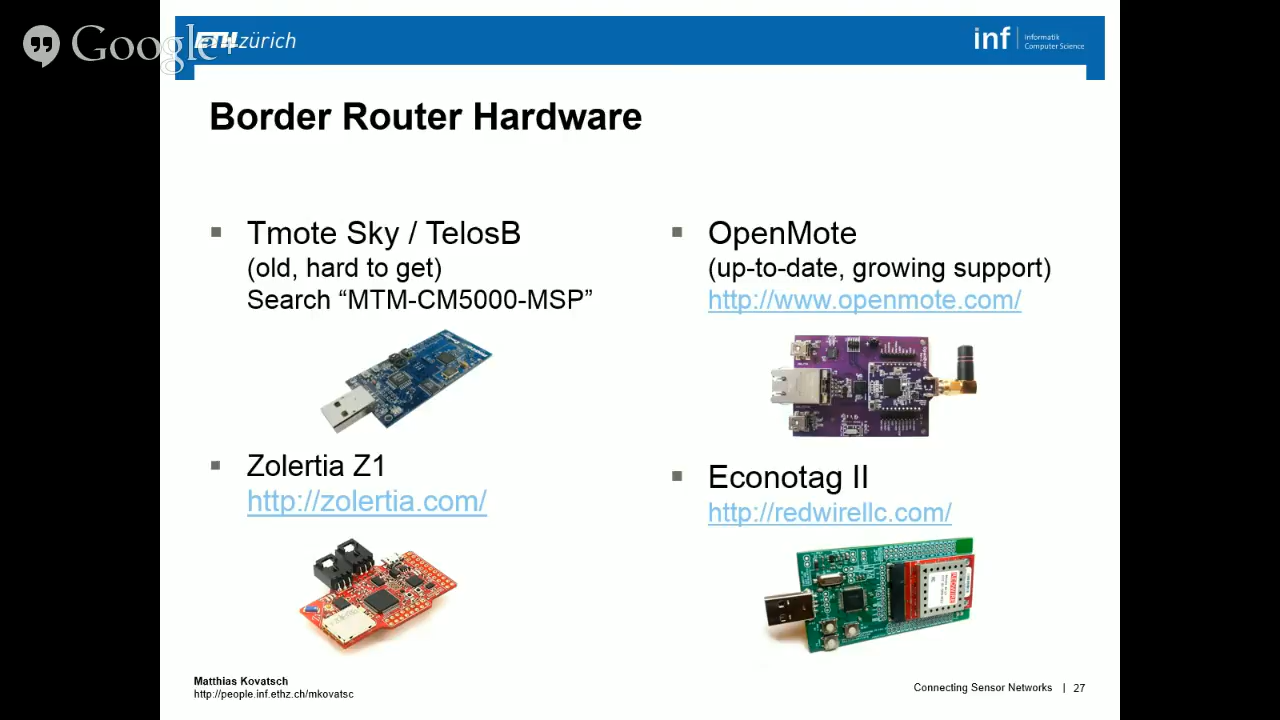 Google+
ETH zürich
inf
Informatik
Computer Science
Border Router Hardware
Tmote Sky / TelosB
(old, hard to get)
Search “MTM-CM5000-MSP”
OpenMote
(up-to-date, growing support)
http://www.openmote.com/
Zolertia Z1
http://zolertia.com/
Econotag II
http://redwirellc.com/
Matthias Kovatsch
http://people.inf.ethz.ch/mkovatsc
Connecting Sensor Networks | 27